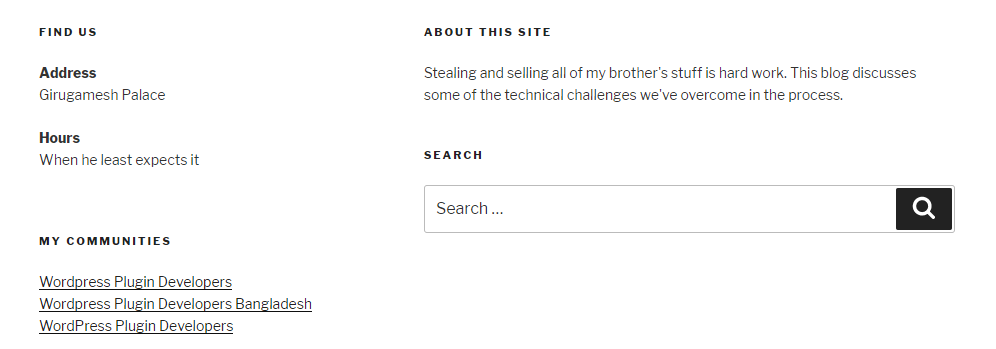 FIND US
Address
Girugamesh Palace
Hours
When he least expects it
MY COMMUNITIES
Wordpress Plugin Developers
Wordpress Plugin Developers Bangladesh
WordPress Plugin Developers
ABOUT THIS SITE
Stealing and selling all of my brother's stuff is hard work. This blog discusses
some of the technical challenges we've overcome in the process.
SEARCH
Search …